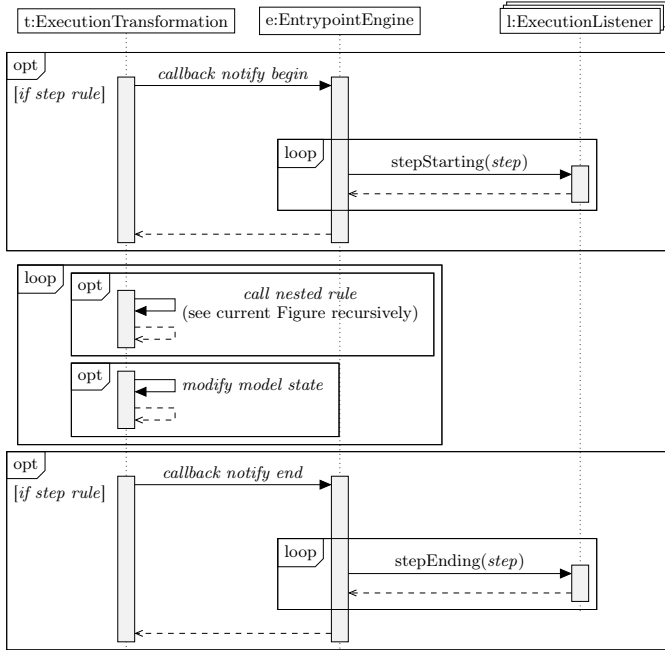 t:ExecutionTransformation
e:EntrypointEngine
l:ExecutionListener
opt
[if step rule]
callback notify begin
loop
stepStarting(step)
loop
opt
call nested rule
(see current Figure recursively)
opt
modify model state
opt
[if step rule]
callback notify end
loop
stepEnding(step)